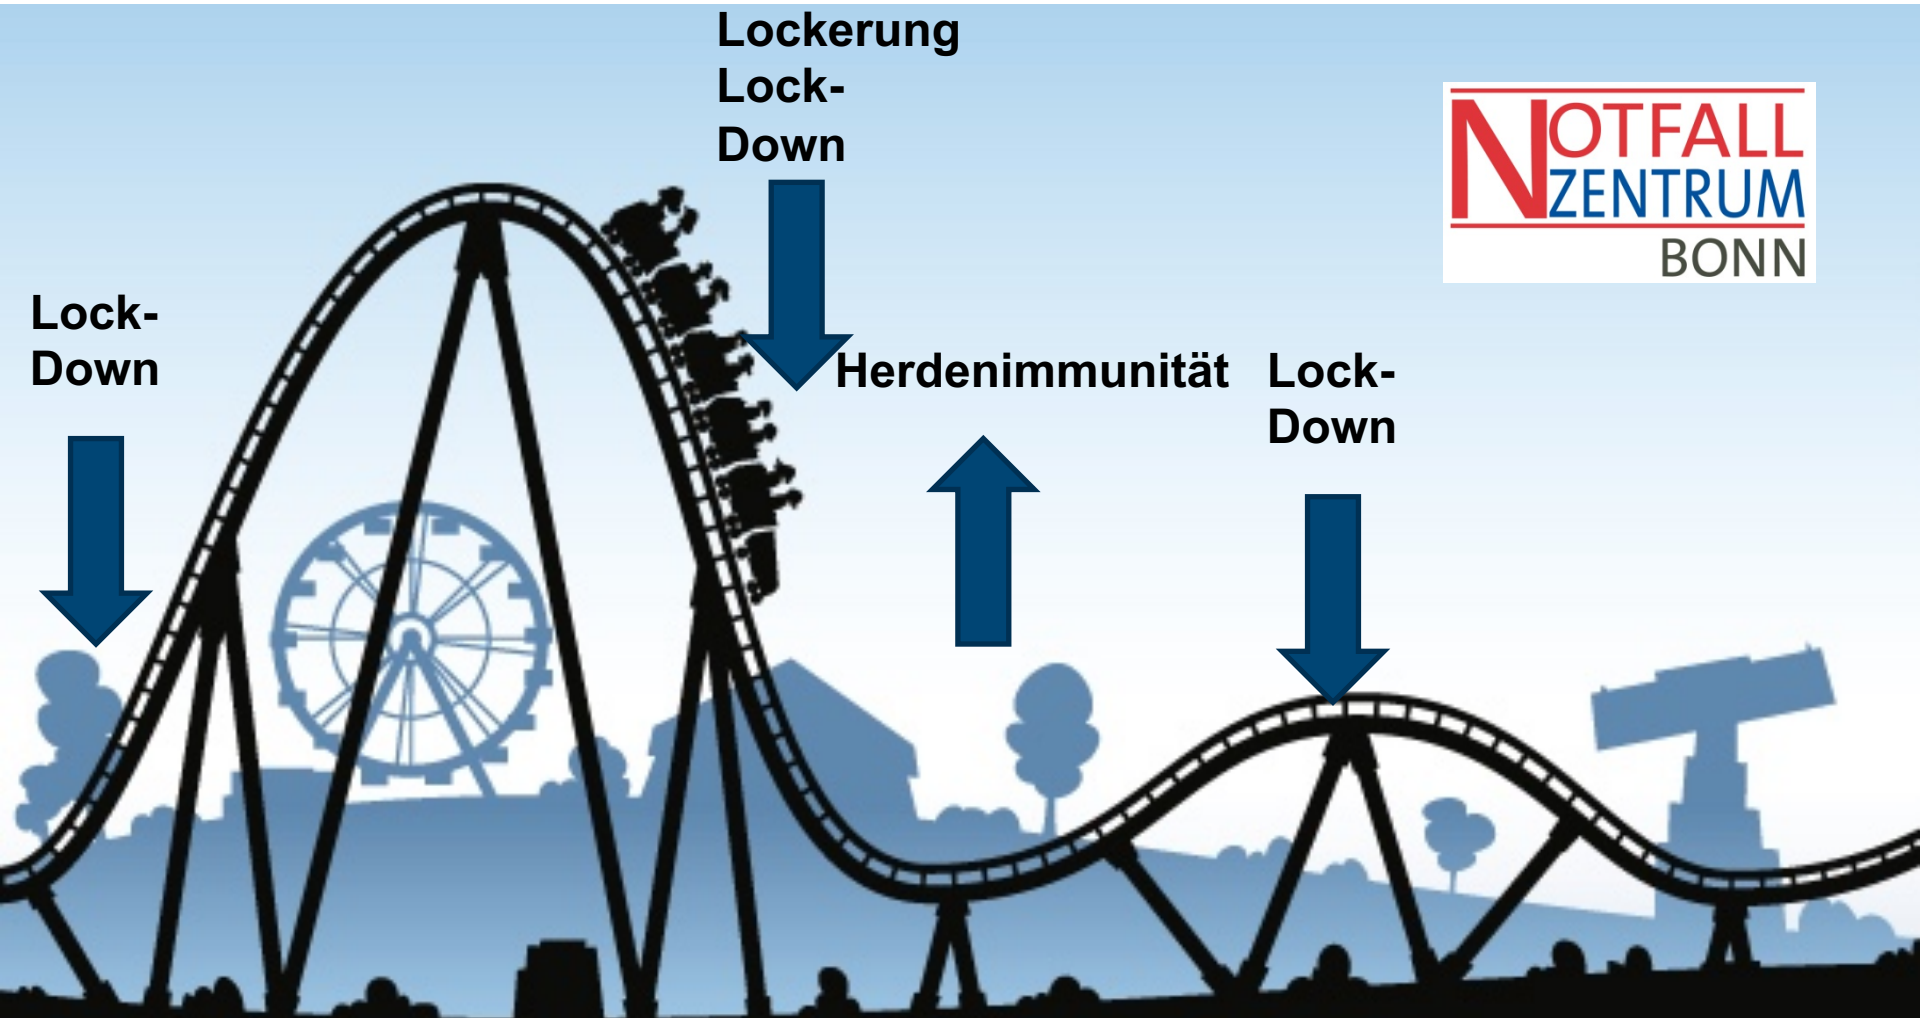 Lockerung
Lock-
Down
NOTFALL
ZENTRUM
BONN
Lock-
Down
Herdenimmunität
Lock-
Down